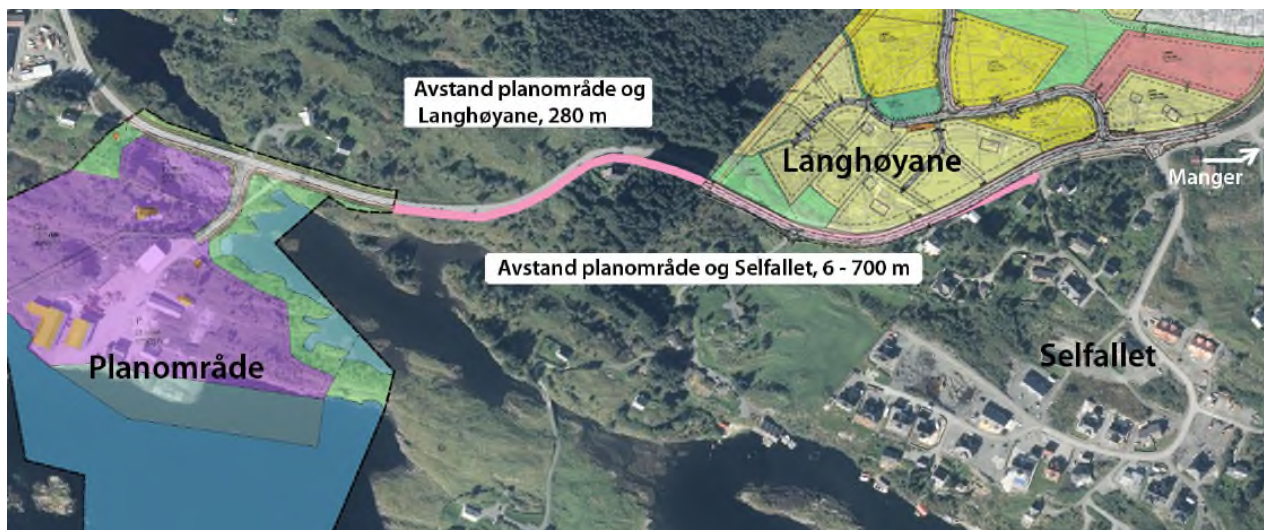 Avstand planområde og
Langhøyane, 280 m
Langhøyane
Manger
Avstand planområde og Selfallet, 6 - 700 m
Selfallet
Planområde